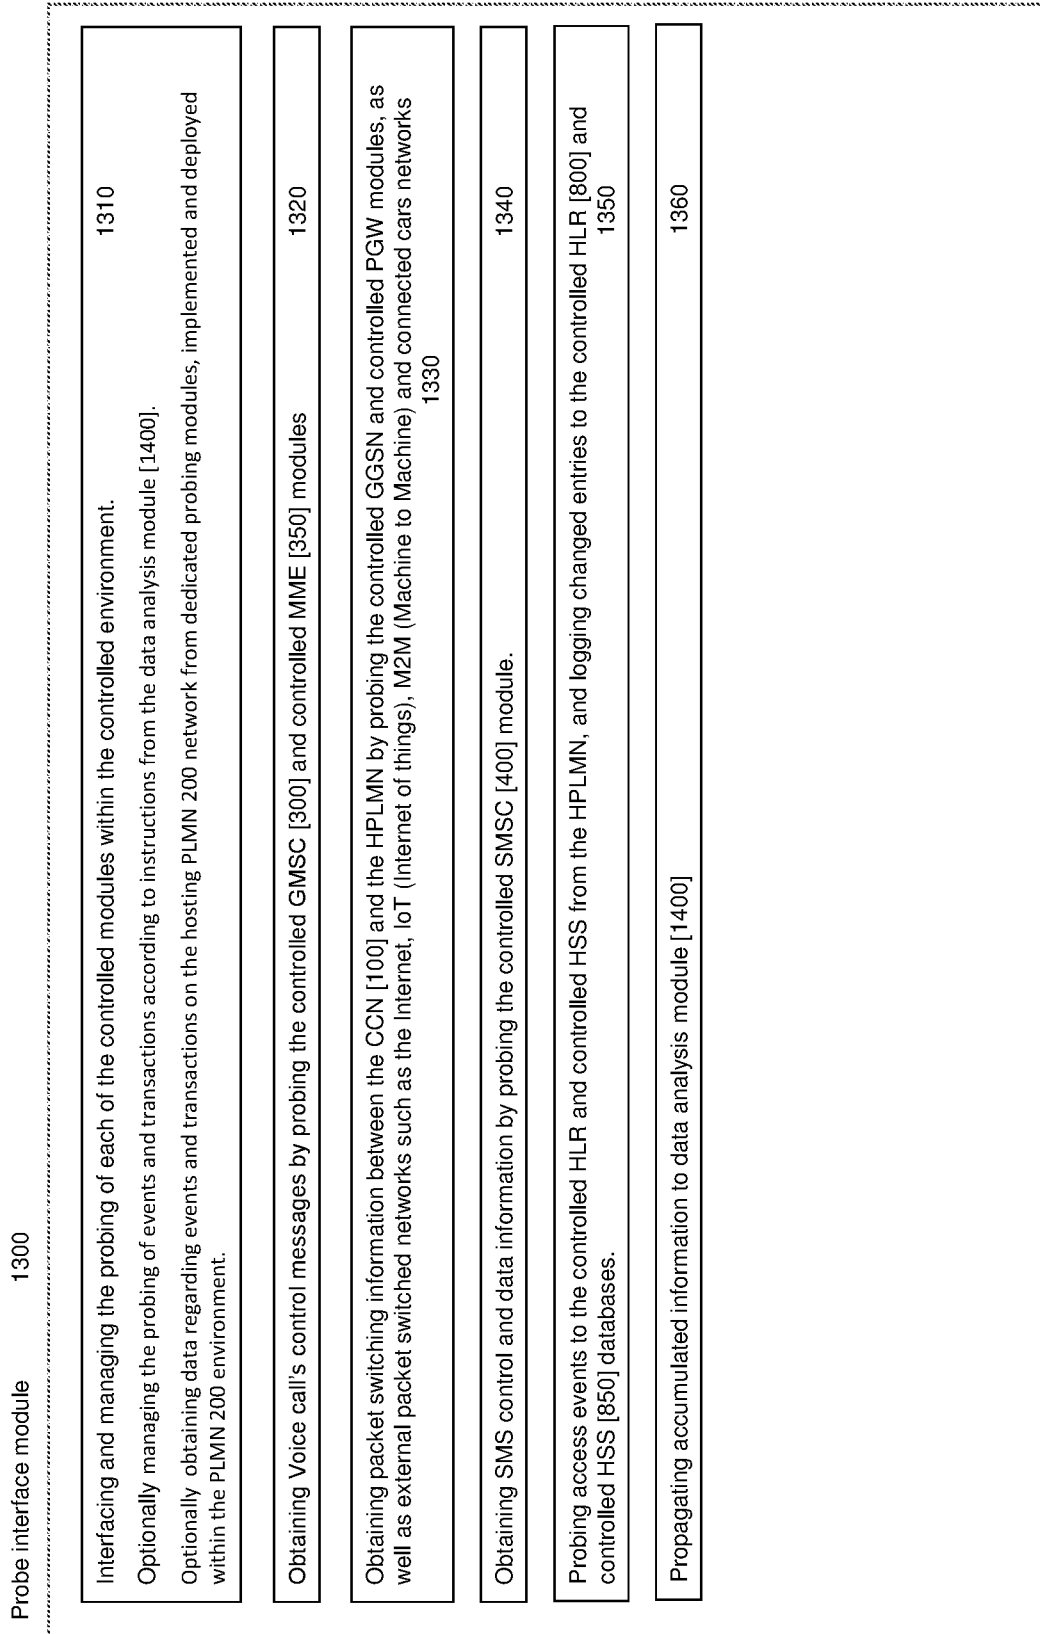 Probe interface module 1300
Interfacing and managing the probing of each of the controlled modules within the controlled environment. 1310
Optionally managing the probing of events and transactions according to instructions from the data analysis module [1400].
Optionally obtaining data regarding events and transactions on the hosting PLMN 200 network from dedicated probing modules, implemented and deployed
within the PLMN 200 environment.
Obtaining Voice call's control messages by probing the controlled GMSC [300] and controlled MME [350] modules 1320
Obtaining packet switching information between the CCN [100] and the HPLMN by probing the controlled GGSN and controlled PGW modules, as
well as external packet switched networks such as the Internet, IoT (Internet of things), M2M (Machine to Machine) and connected cars networks
1330
Obtaining SMS control and data information by probing the controlled SMSC [400] module. 1340
Probing access events to the controlled HLR and controlled HSS from the HPLMN, and logging changed entries to the controlled HLR [800] and
controlled HSS [850] databases. 1350
Propagating accumulated information to data analysis module [1400] 1360